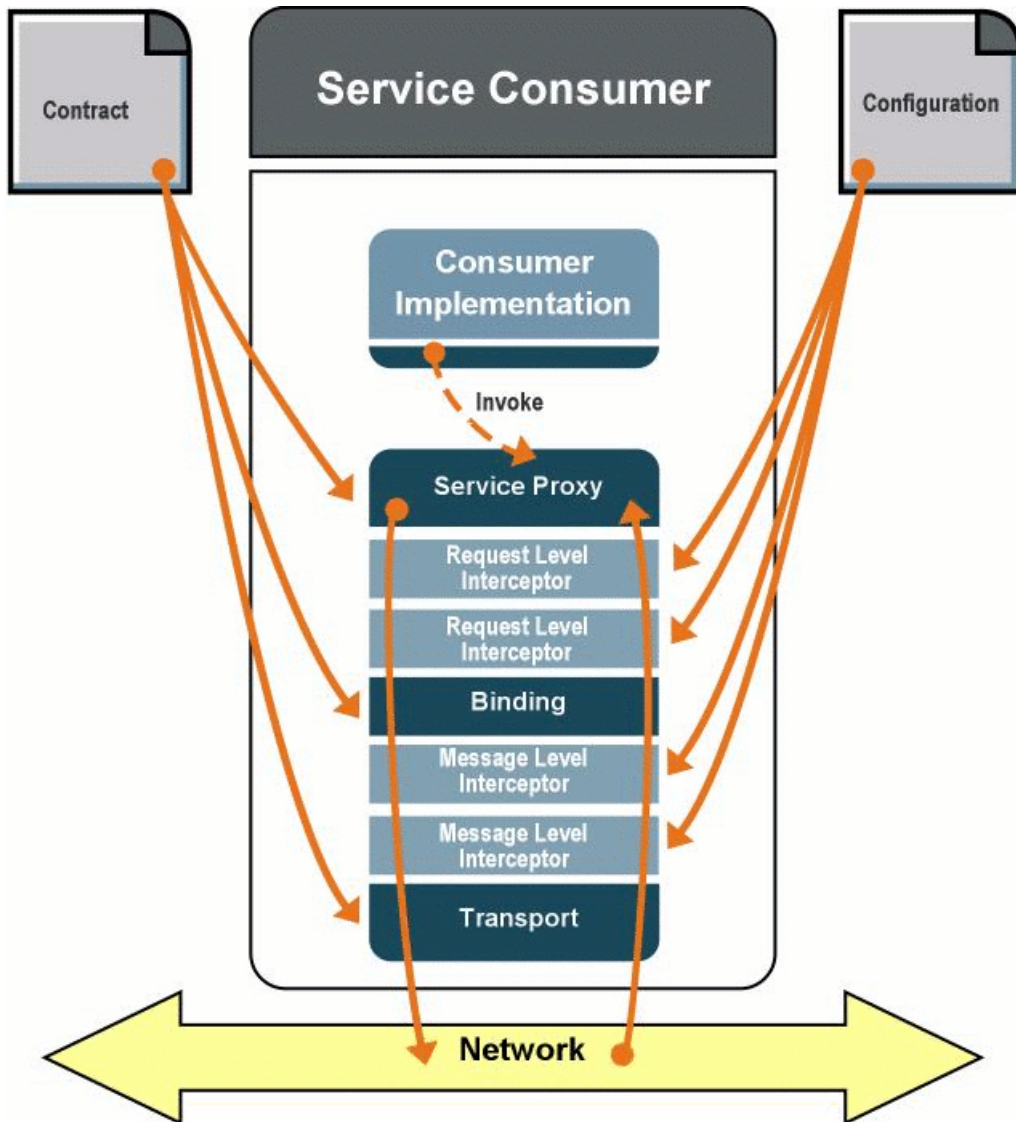 Contract
Service Consumer
Configuration
Consumer
Implementation
Invoke
Service Proxy
Request Level
Interceptor
Request Level
Interceptor
Binding
Message Level
Interceptor
Message Level
Interceptor
Transport
Network